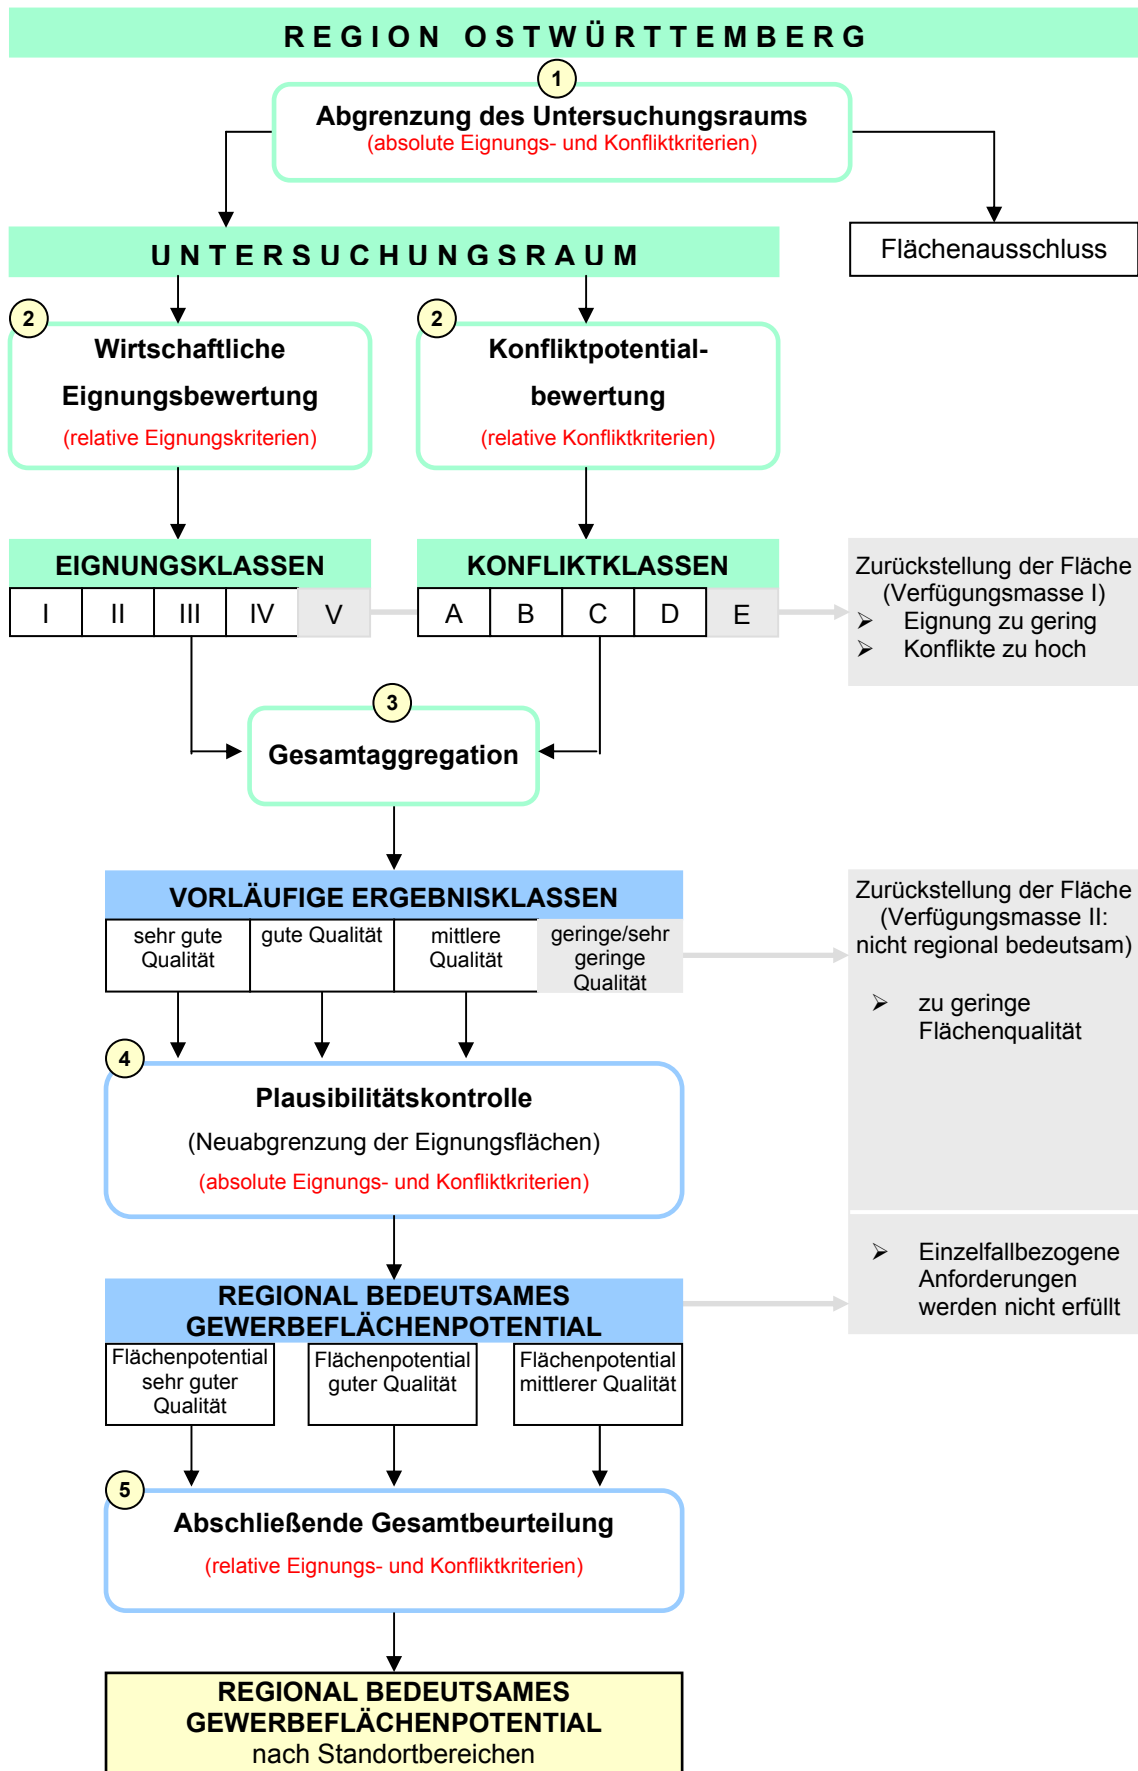 REGION OSTWÜRTTEMBERG
1
Abgrenzung des Untersuchungsraums
(absolute Eignungs- und Konfliktkriterien)
UNTERSUCHUNGSRAUM
Flächenausschluss
2
Wirtschaftliche
Eignungsbewertung
(relative Eignungskriterien)
2
Konfliktpotential-
bewertung
(relative Konfliktkriterien)
EIGNUNGSKLASSEN
I II III IV V
KONFLIKTKLASSEN
A B C D E
Zurückstellung der Fläche
(Verfügungsmasse I)
➢ Eignung zu gering
➢ Konflikte zu hoch
3
Gesamtaggregation
VORLÄUFIGE ERGEBNISKLASSEN
sehr gute
Qualität
gute Qualität
mittlere
Qualität
geringe/sehr
geringe
Qualität
Zurückstellung der Fläche
(Verfügungsmasse II:
nicht regional bedeutsam)
➢ zu geringe
Flächenqualität
4
Plausibilitätskontrolle
(Neuabgrenzung der Eignungsflächen)
(absolute Eignungs- und Konfliktkriterien)
➢ Einzelfallbezogene
Anforderungen
werden nicht erfüllt
REGIONAL BEDEUTSAMES
GEWERBEFLÄCHENPOTENTIAL
Flächenpotential
sehr guter
Qualität
Flächenpotential
guter Qualität
Flächenpotential
mittlerer Qualität
5
Abschließende Gesamtbeurteilung
(relative Eignungs- und Konfliktkriterien)
REGIONAL BEDEUTSAMES
GEWERBEFLÄCHENPOTENTIAL
nach Standortbereichen